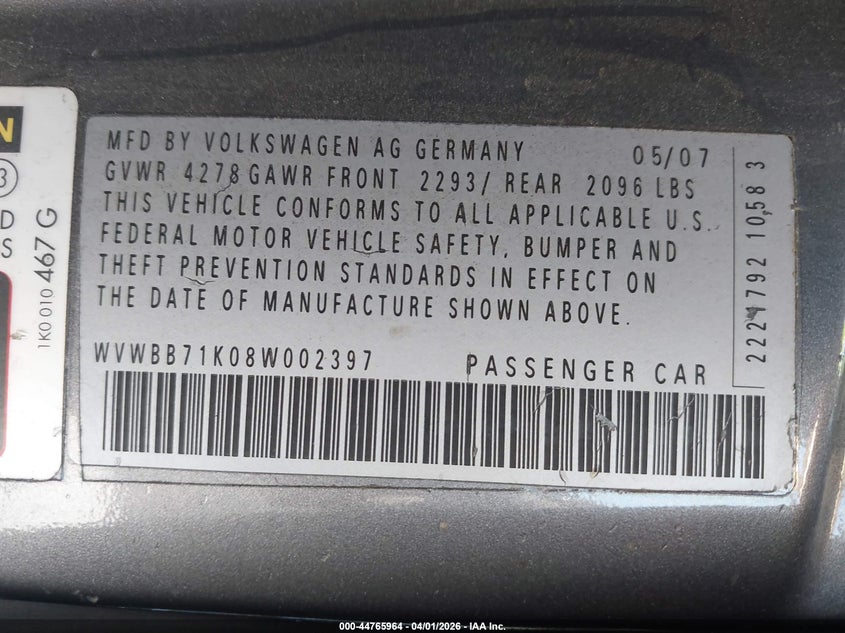 N
3
D
S
1K0 010 467 G
MFD BY VOLKSWAGEN AG GERMANY 05/07
GVWR 4278 GAWR FRONT 2293/ REAR 2096 LBS
THIS VEHICLE CONFORMS TO ALL APPLICABLE U.S.
FEDERAL MOTOR VEHICLE SAFETY, BUMPER AND
THEFT PREVENTION STANDARDS IN EFFECT ON
THE DATE OF MANUFACTURE SHOWN ABOVE.
WVWBB71K08W002397 PASSENGER CAR
2221792 10,58 3
000-44765964 - 04/01/2026 - IAA Inc.